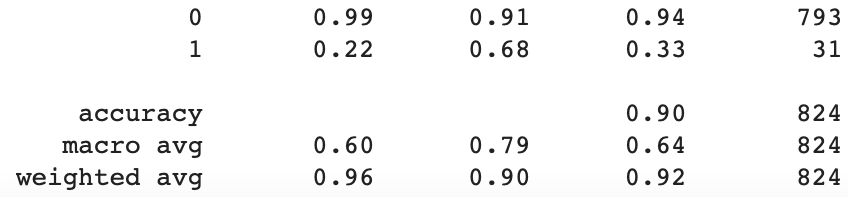 0 0.99 0.91 0.94 793
1 0.22 0.68 0.33 31
accuracy 0.90 824
macro avg 0.60 0.79 0.64 824
weighted avg 0.96 0.90 0.92 824